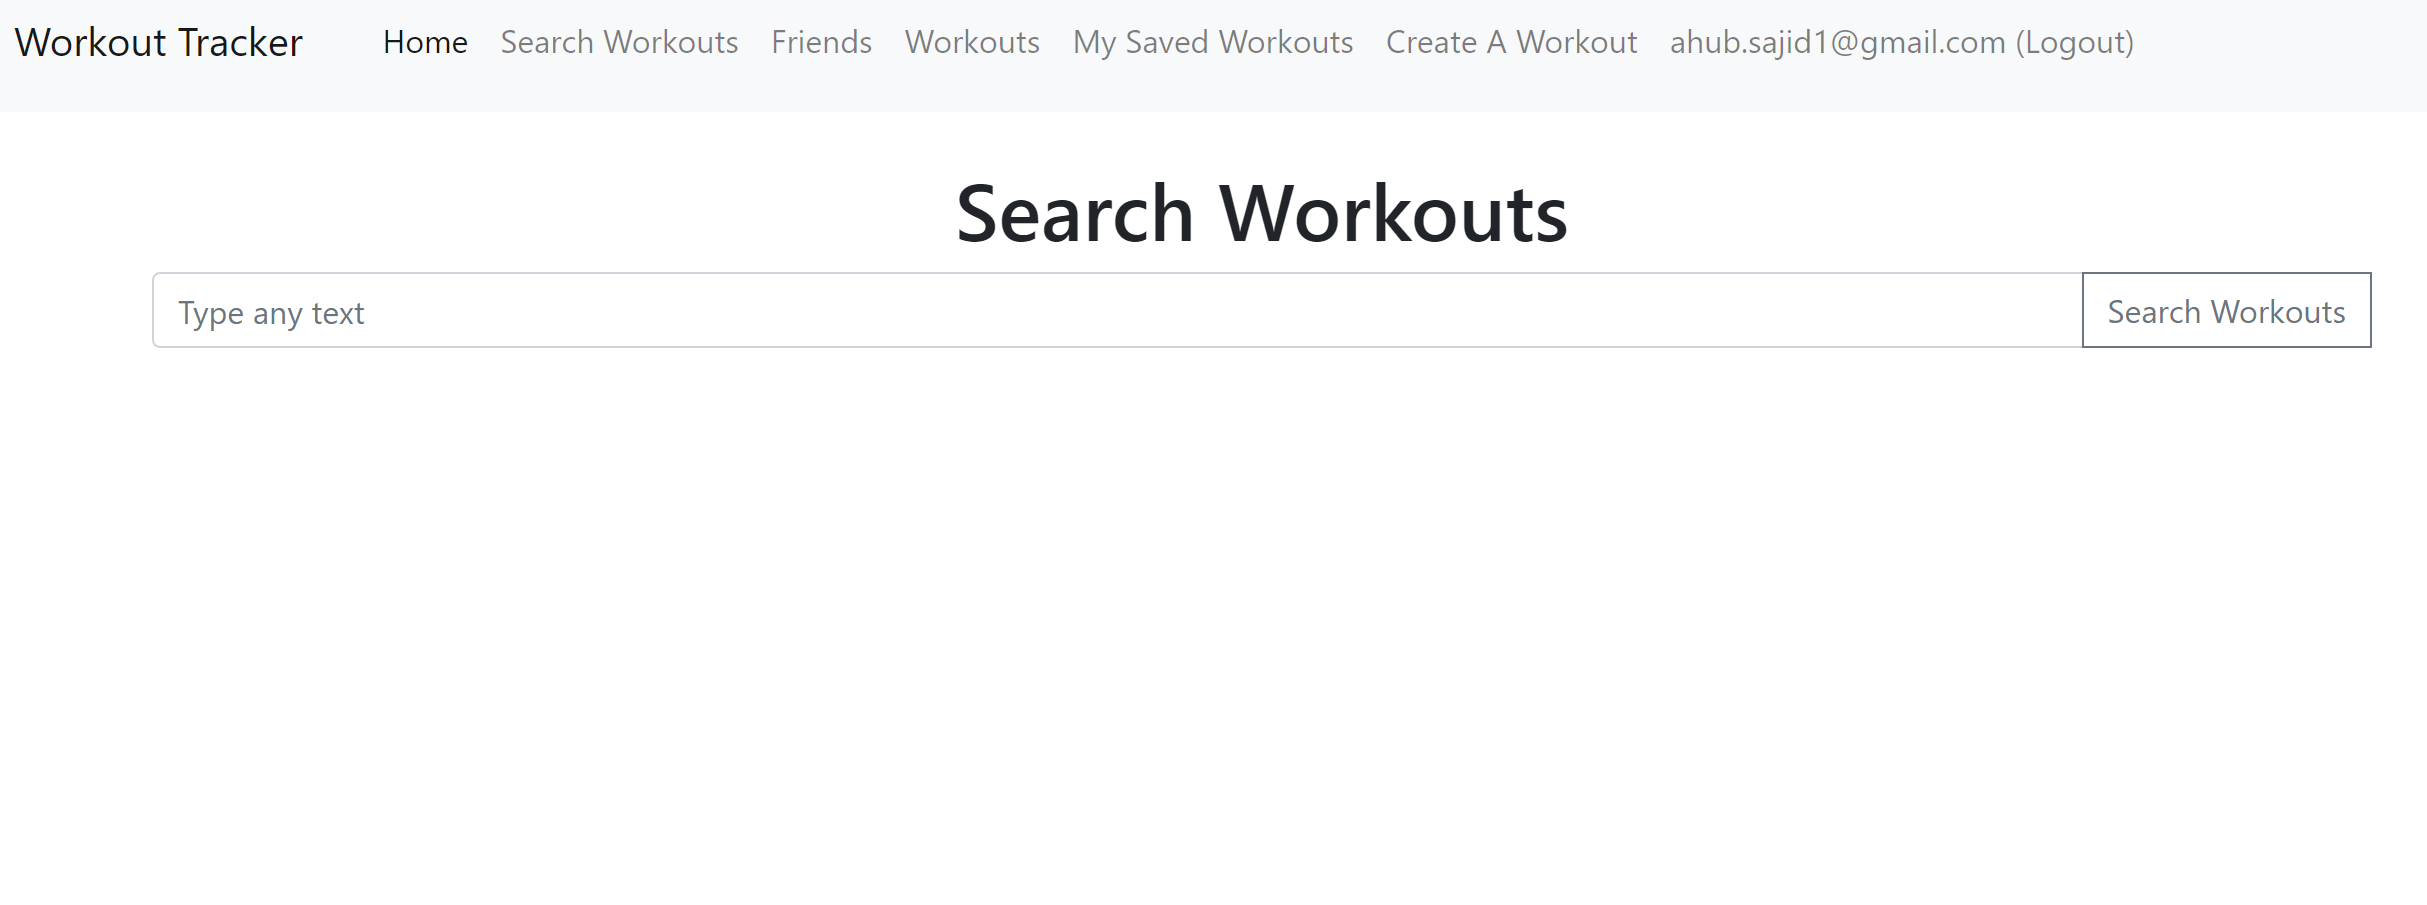 Workout Tracker Home Search Workouts Friends Workouts My Saved Workouts Create A Workout ahub.sajid1@gmail.com (Logout)
Search Workouts
Type any text Search Workouts